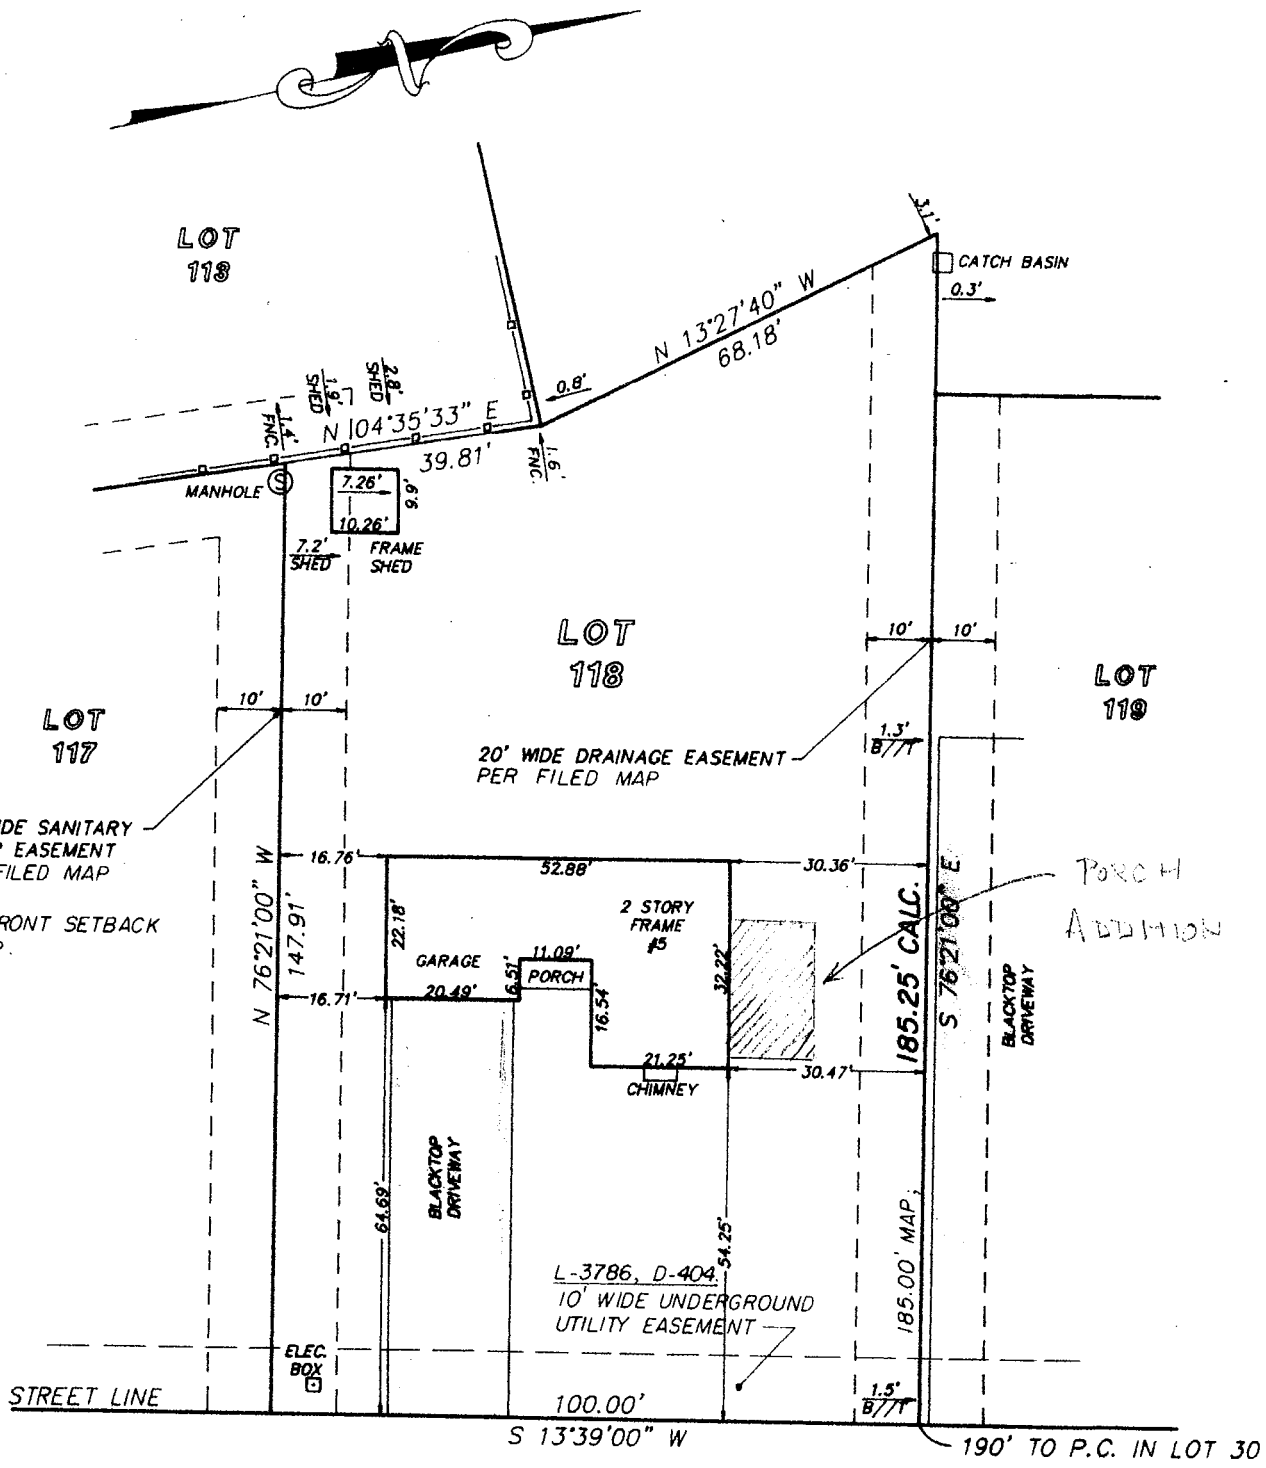 N
LOT
113
3.1'
CATCH BASIN
0.3'
N 13°27'40" W
68.18'
2.8'
SHED
1.9'
SHED
0.8'
1.4'
FNC.
N 04°35'33" E
39.81'
1.6'
FNC.
MANHOLE
S
7.26'
9.9'
10.26'
7.2'
SHED
FRAME
SHED
LOT
118
10'
10'
LOT
119
10'
10'
LOT
117
1.3'
B//T
20' WIDE DRAINAGE EASEMENT
PER FILED MAP
IDE SANITARY
EASEMENT
FILED MAP
RONT SETBACK
N 76°21'00" W
147.91'
16.76'
52.88'
30.36'
22.18'
2 STORY
FRAME
#5
PORCH
ADDITION
GARAGE
11.09'
PORCH
6.51'
20.49'
16.71'
16.54'
32.22'
185.25' CALC.
S 76°21'00" E
BLACKTOP
DRIVEWAY
21.25'
CHIMNEY
30.47'
BLACKTOP
DRIVEWAY
64.69'
54.25'
185.00' MAP;
L-3786, D-404.
10' WIDE UNDERGROUND
UTILITY EASEMENT
ELEC.
BOX
STREET LINE
100.00'
1.5'
B//T
S 13°39'00" W
190' TO P.C. IN LOT 30